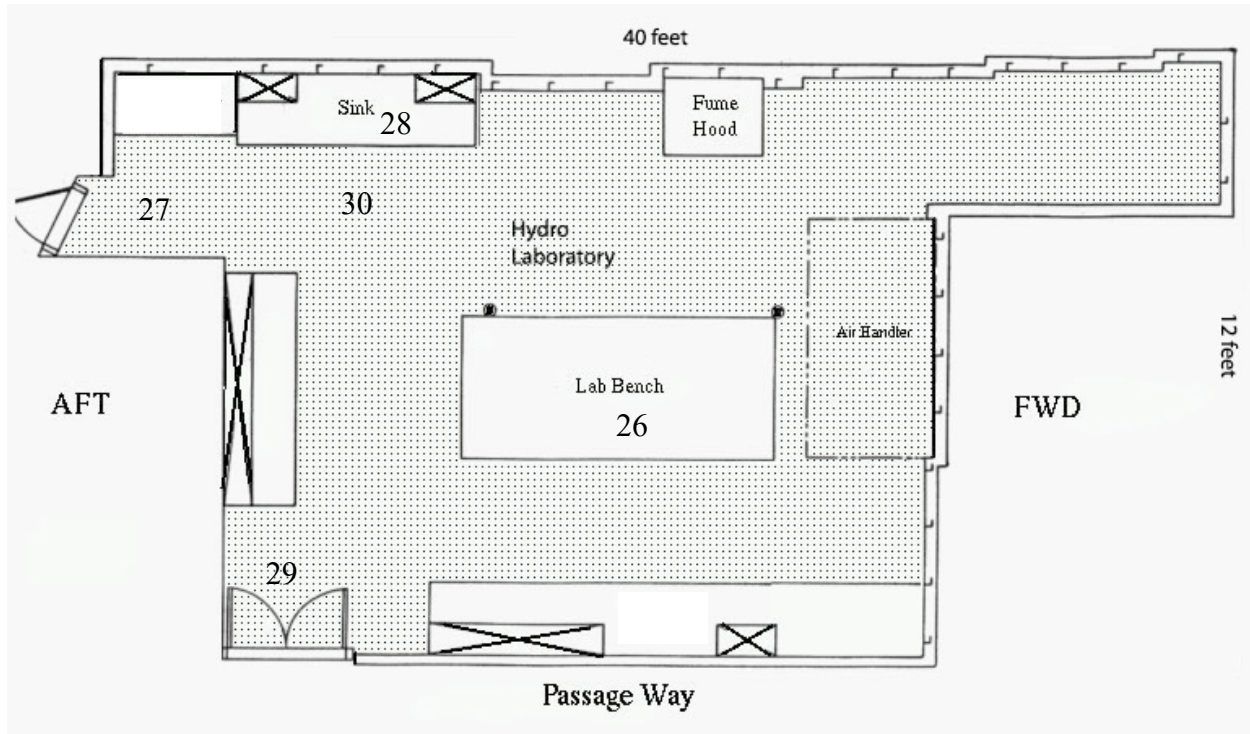 40 feet
Sink
28
Fume
Hood
27
30
Hydro
Laboratory
Air Handler
12 feet
Lab Bench
26
AFT
FWD
29
Passage Way